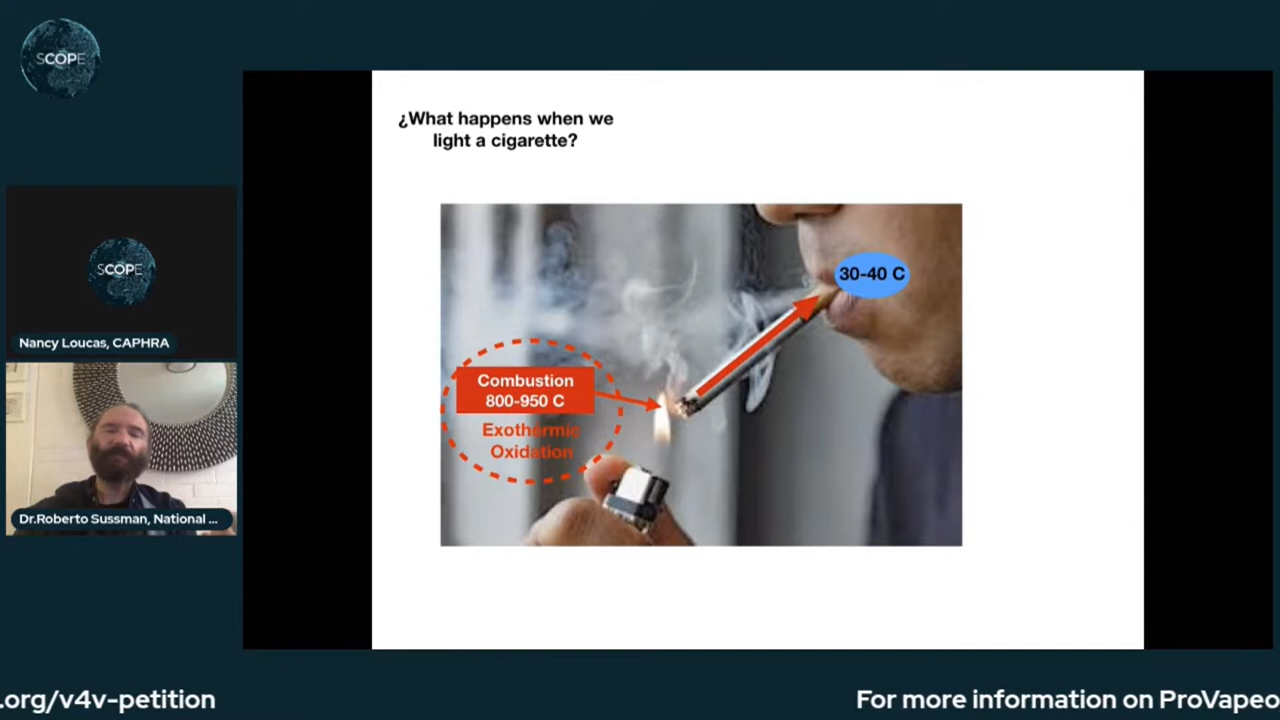 SCOPE
¿What happens when we
light a cigarette?
30-40 C
Combustion
800-950 C
Exothermic
Oxidation
SCOPE
Nancy Loucas, CAPHRA
Dr.Roberto Sussman, National ...
.org/v4v-petition
For more information on ProVapeo